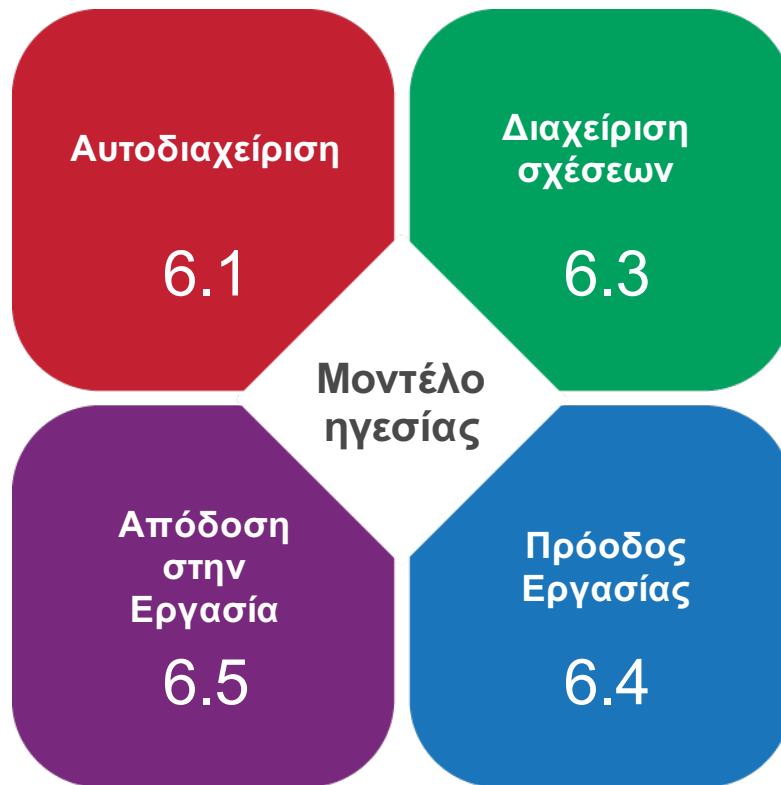 Αυτοδιαχείριση
6.1
Διαχείριση
σχέσεων
6.3
Μοντέλο
ηγεσίας
Απόδοση
στην
Εργασία
6.5
Πρόοδος
Εργασίας
6.4